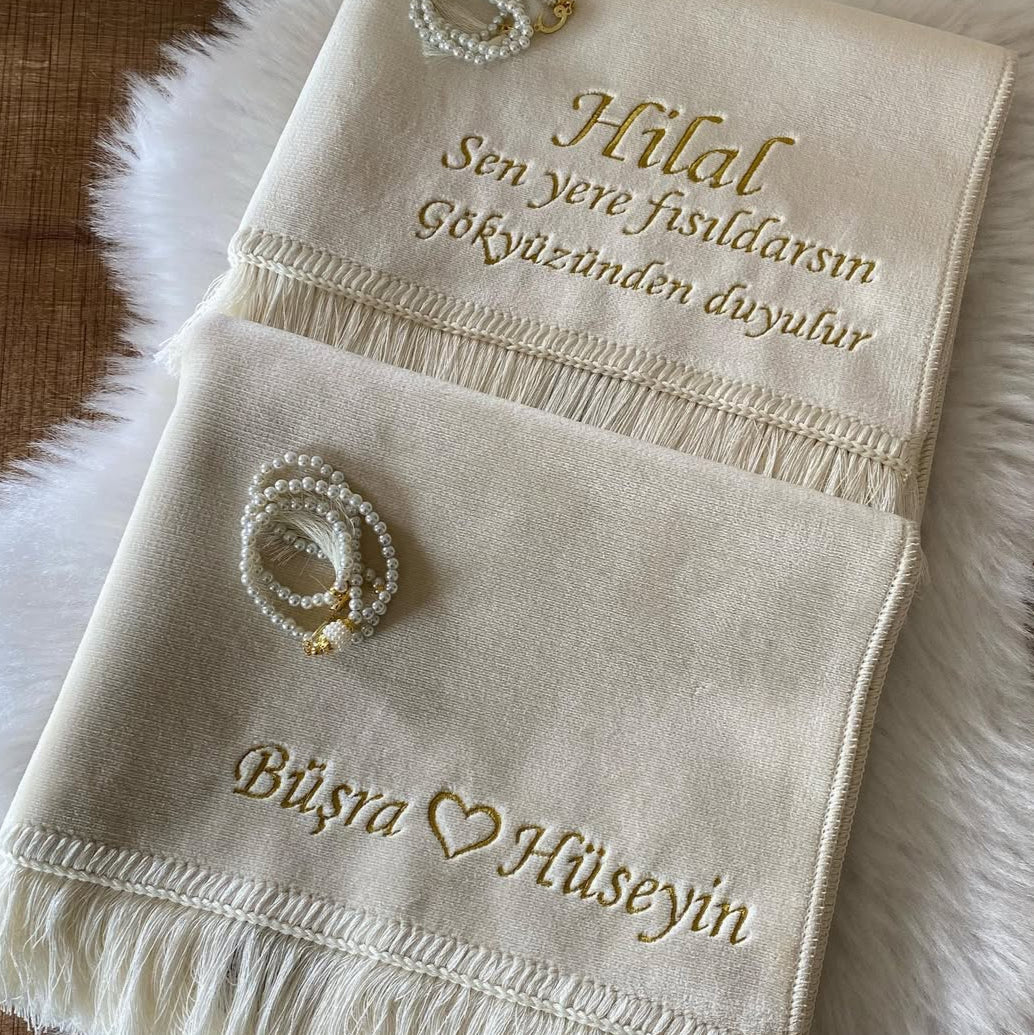 Hilal
Sen yere fısıldarsın
Gökyüzünden duyulur
Büşra ♡ Hüseyin